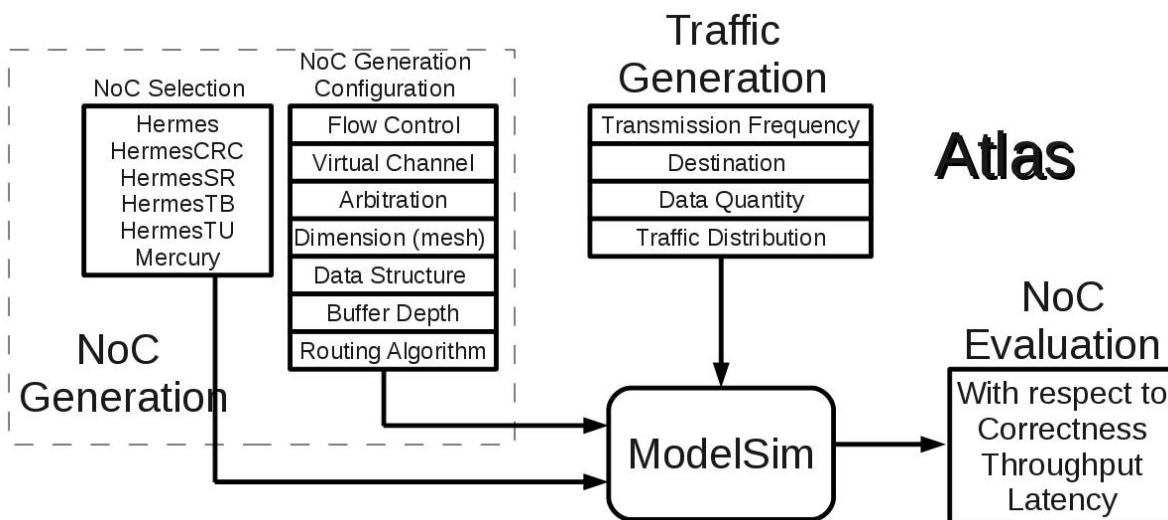 NoC Selection
Hermes
HermesCRC
HermesSR
HermesTB
HermesTU
Mercury
NoC Generation
Configuration
Flow Control
Virtual Channel
Arbitration
Dimension (mesh)
Data Structure
Buffer Depth
Routing Algorithm
NoC
Generation
Traffic
Generation
Transmission Frequency
Destination
Data Quantity
Traffic Distribution
Atlas
ModelSim
NoC
Evaluation
With respect to
Correctness
Throughput
Latency